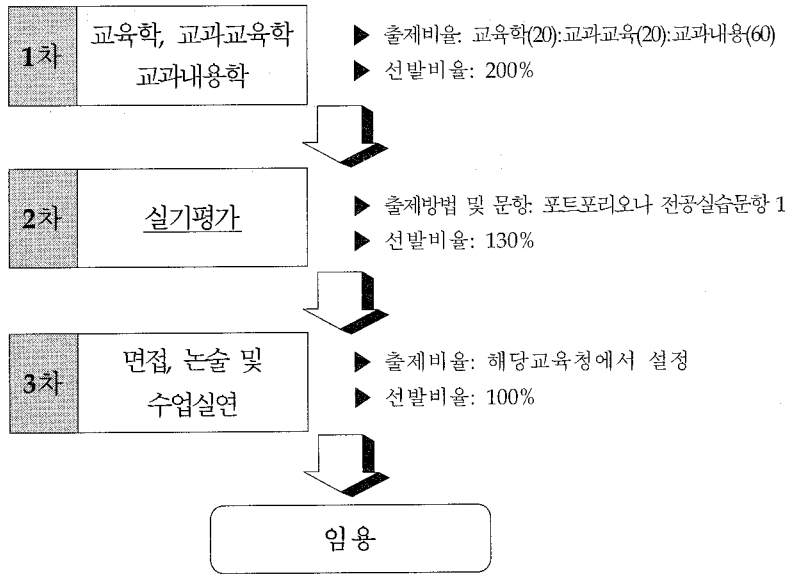 1차
교육학, 교과교육학
교과내용학
▶ 출제비율: 교육학(20):교과교육(20):교과내용(60)
▶ 선발비율: 200%
2차
실기평가
▶ 출제방법 및 문항: 포트포리오나 전공실습문항 1
▶ 선발비율: 130%
3차
면접, 논술 및
수업실연
▶ 출제비율: 해당교육청에서 설정
▶ 선발비율: 100%
임용